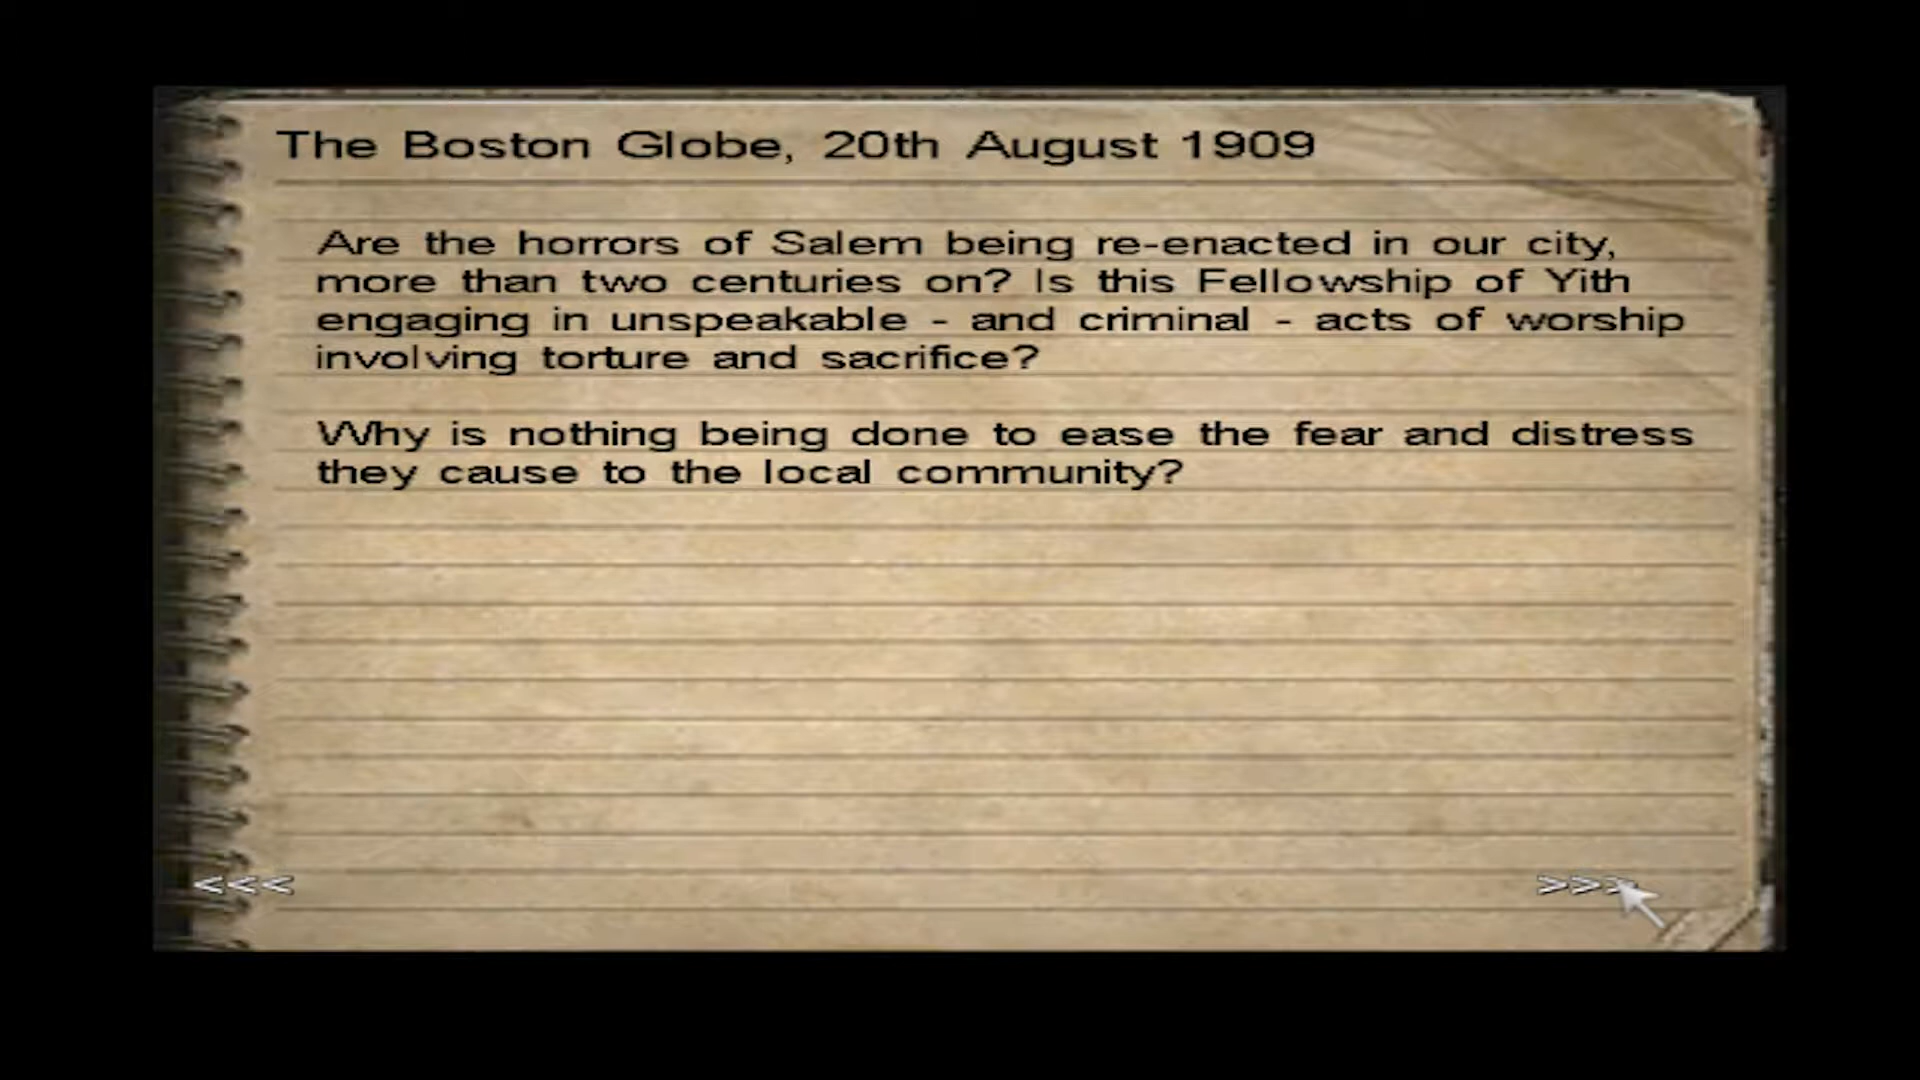 The Boston Globe, 20th August 1909
Are the horrors of Salem being re-enacted in our city,
more than two centuries on? Is this Fellowship of Yith
engaging in unspeakable - and criminal - acts of worship
involving torture and sacrifice?
Why is nothing being done to ease the fear and distress
they cause to the local community?
<<< >>>